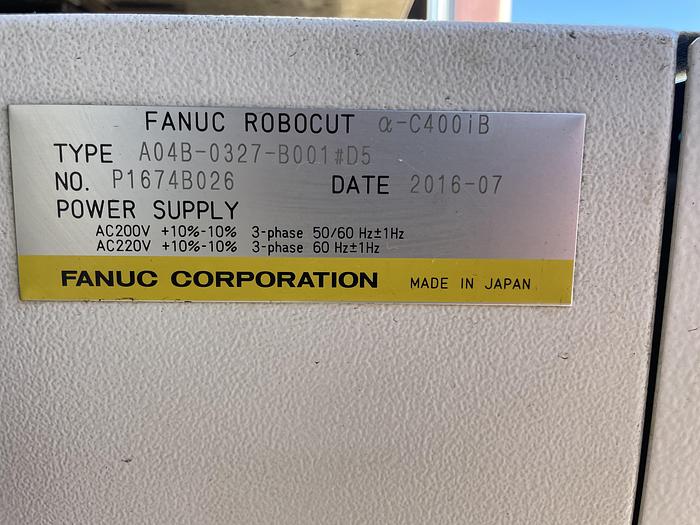 FANUC ROBOCUT α-C400iB
TYPE A04B-0327-B001#D5
NO. P1674B026 DATE 2016-07
POWER SUPPLY
AC200V +10%-10% 3-phase 50/60 Hz±1Hz
AC220V +10%-10% 3-phase 60 Hz±1Hz
FANUC CORPORATION MADE IN JAPAN